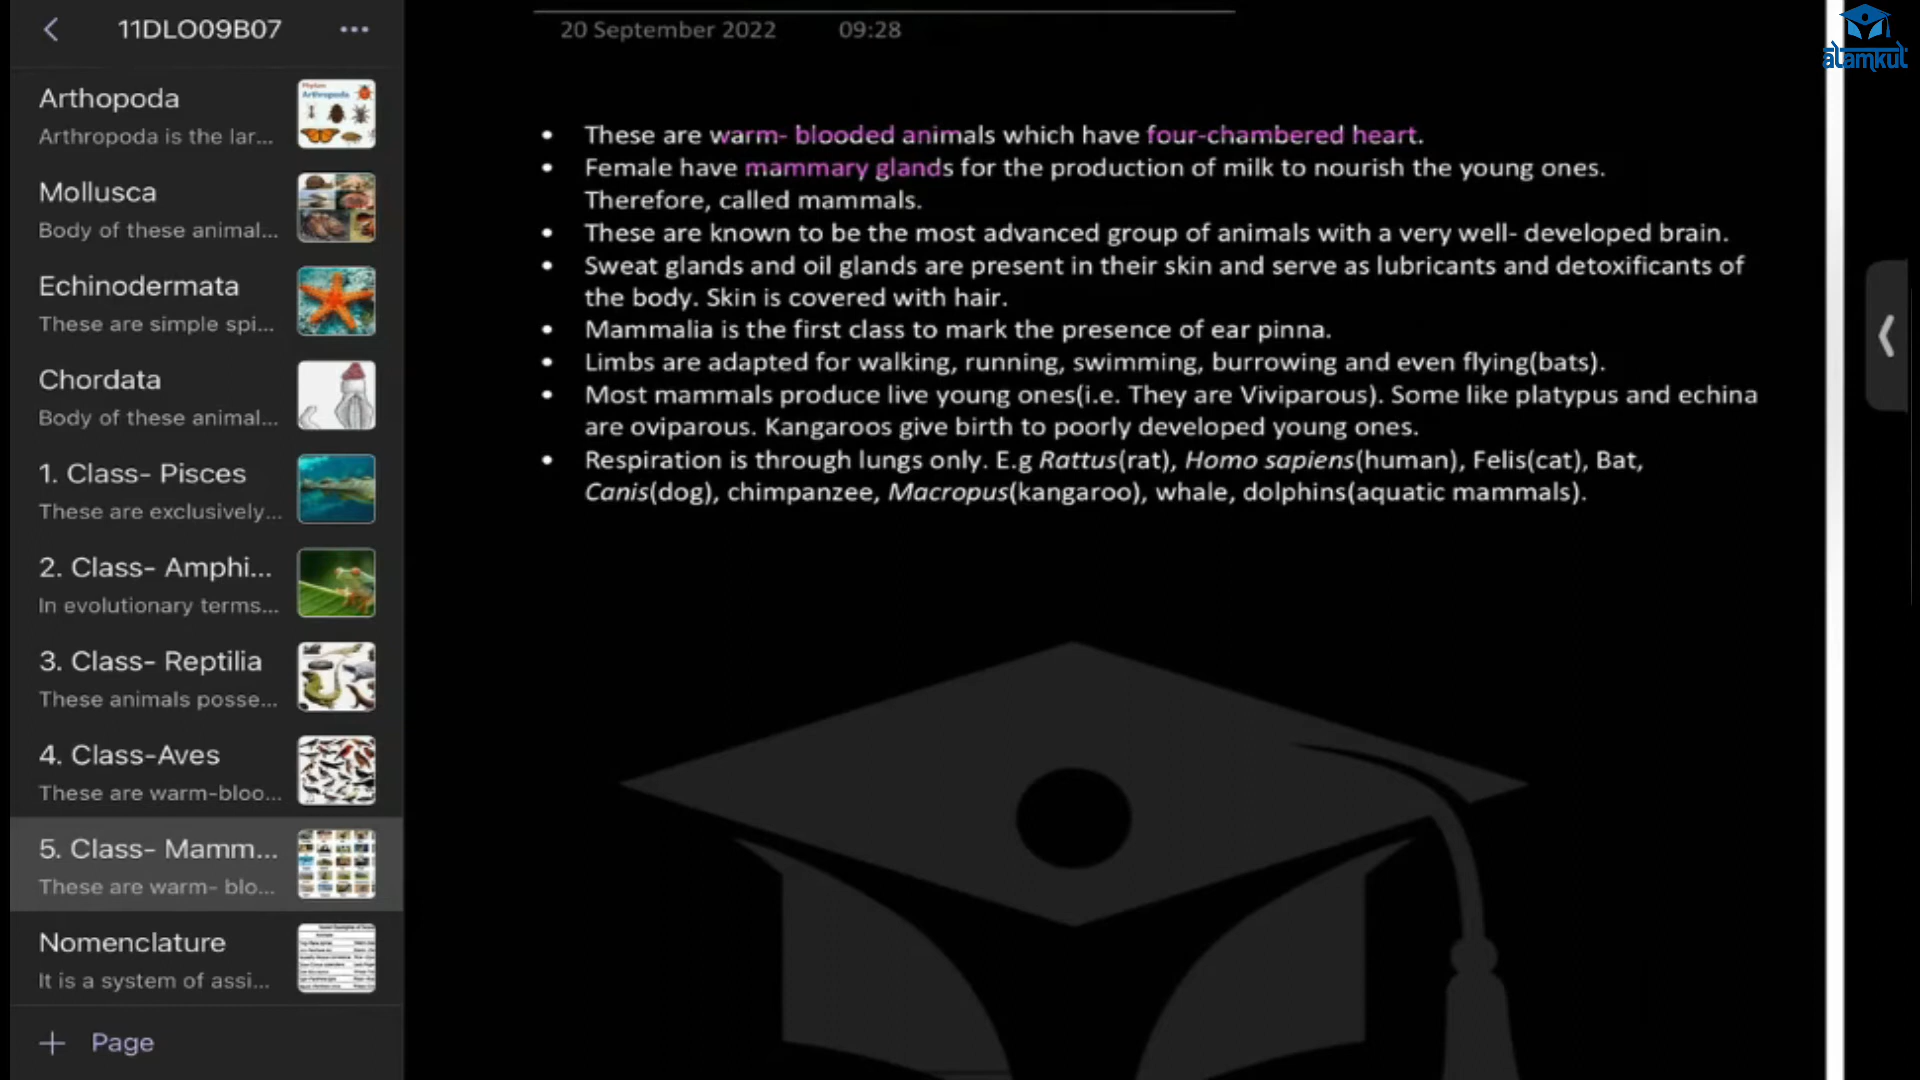 11DLO09B07
Arthopoda
Arthropoda is the lar...
Mollusca
Body of these animal...
Echinodermata
These are simple spi...
Chordata
Body of these animal...
1. Class- Pisces
These are exclusively...
2. Class- Amphi...
In evolutionary terms...
3. Class- Reptilia
These animals posse...
4. Class-Aves
These are warm-bloo...
5. Class- Mamm...
These are warm- blo...
Nomenclature
It is a system of assi...
Page
20 September 2022 09:28
• These are warm- blooded animals which have four-chambered heart.
• Female have mammary glands for the production of milk to nourish the young ones.
Therefore, called mammals.
• These are known to be the most advanced group of animals with a very well- developed brain.
• Sweat glands and oil glands are present in their skin and serve as lubricants and detoxificants of
the body. Skin is covered with hair.
• Mammalia is the first class to mark the presence of ear pinna.
• Limbs are adapted for walking, running, swimming, burrowing and even flying(bats).
• Most mammals produce live young ones(i.e. They are Viviparous). Some like platypus and echina
are oviparous. Kangaroos give birth to poorly developed young ones.
• Respiration is through lungs only. E.g Rattus(rat), Homo sapiens(human), Felis(cat), Bat,
Canis(dog), chimpanzee, Macropus(kangaroo), whale, dolphins(aquatic mammals).
alamkut